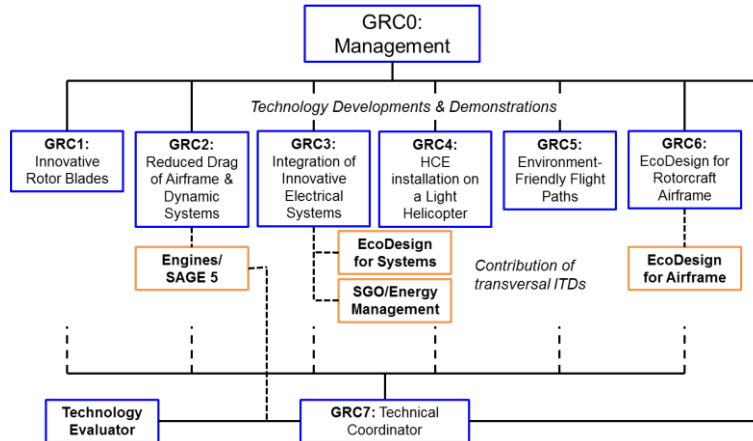 GRC0:
Management
Technology Developments & Demonstrations
GRC1:
Innovative
Rotor Blades
GRC2:
Reduced Drag
of Airframe &
Dynamic
Systems
GRC3:
Integration of
Innovative
Electrical
Systems
GRC4:
HCE
installation on
a Light
Helicopter
GRC5:
Environment-
Friendly Flight
Paths
GRC6:
EcoDesign for
Rotorcraft
Airframe
Engines/
SAGE 5
EcoDesign
for Systems
SGO/Energy
Management
Contribution of
transversal ITDs
EcoDesign
for Airframe
Technology
Evaluator
GRC7: Technical
Coordinator